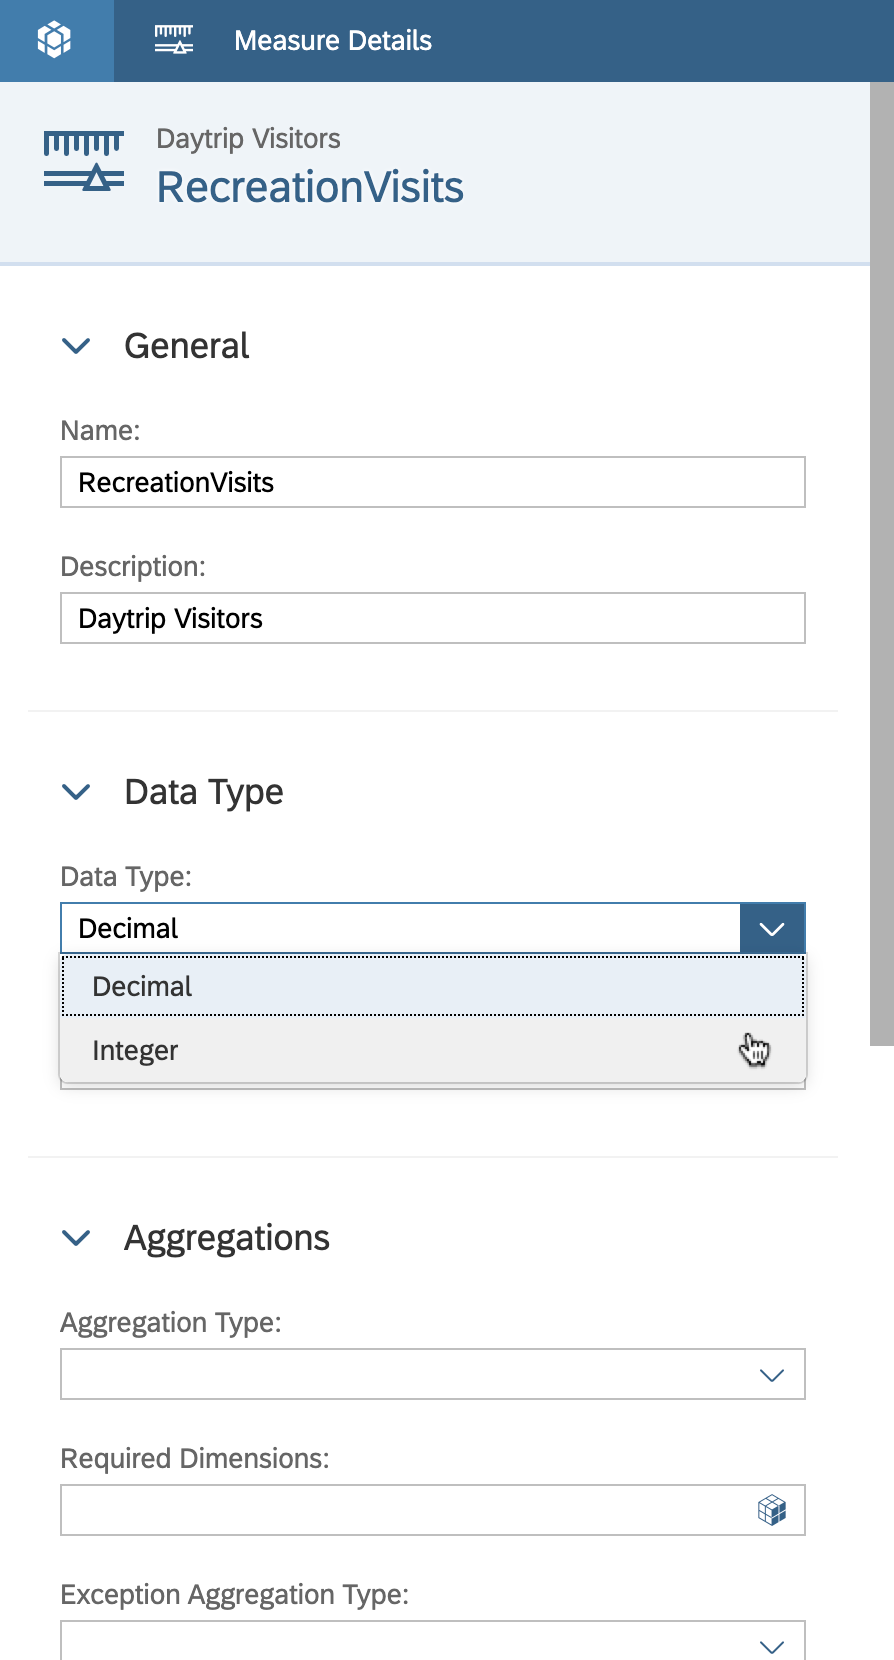 Measure Details
Daytrip Visitors
RecreationVisits
General
Name:
RecreationVisits
Description:
Daytrip Visitors
Data Type
Data Type:
Decimal
Decimal
Integer
Aggregations
Aggregation Type:
Required Dimensions:
Exception Aggregation Type: